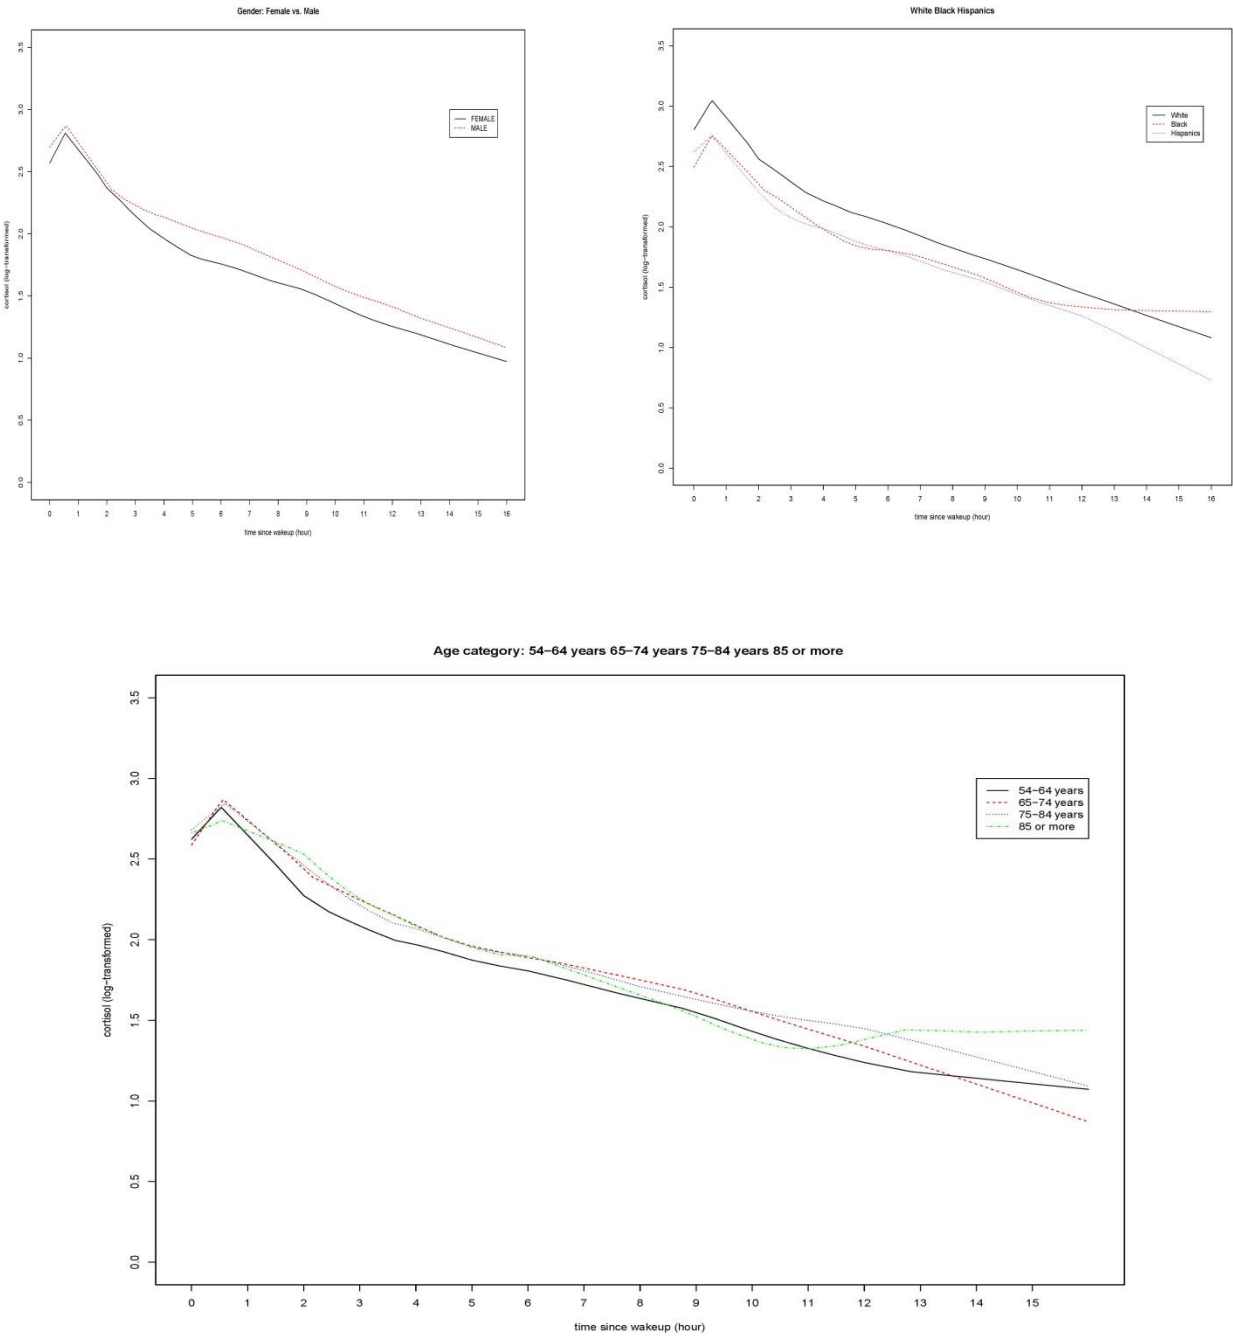 Gender: Female vs. Male
cortisol (log-transformed)
3.5
3.0
2.5
2.0
1.5
1.0
0.5
0.0
FEMALE
MALE
0 1 2 3 4 5 6 7 8 9 10 11 12 13 14 15 16
time since wakeup (hour)
White Black Hispanics
cortisol (log-transformed)
3.5
3.0
2.5
2.0
1.5
1.0
0.5
0.0
White
Black
Hispanics
0 1 2 3 4 5 6 7 8 9 10 11 12 13 14 15 16
time since wakeup (hour)
Age category: 54−64 years 65−74 years 75−84 years 85 or more
cortisol (log−transformed)
3.5
3.0
2.5
2.0
1.5
1.0
0.5
0.0
54−64 years
65−74 years
75−84 years
85 or more
0 1 2 3 4 5 6 7 8 9 10 11 12 13 14 15
time since wakeup (hour)